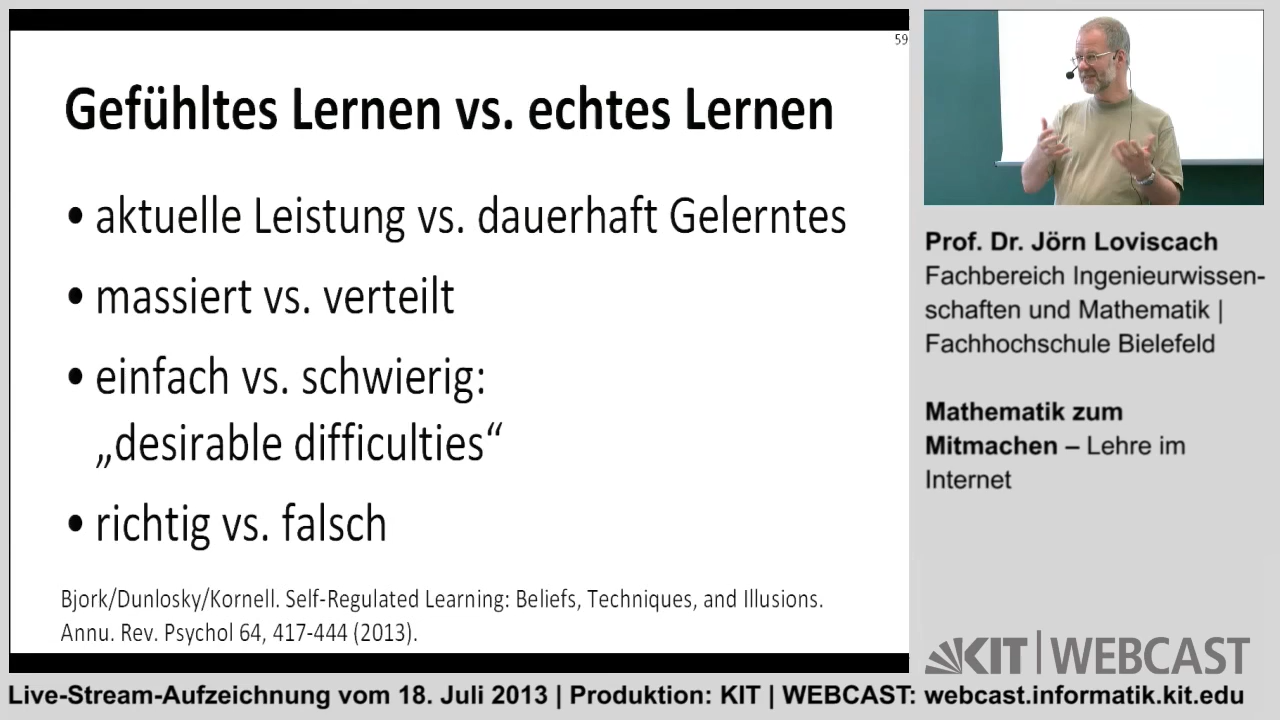 59
Gefühltes Lernen vs. echtes Lernen
• aktuelle Leistung vs. dauerhaft Gelerntes
• massiert vs. verteilt
• einfach vs. schwierig:
„desirable difficulties“
• richtig vs. falsch
Bjork/Dunlosky/Kornell. Self-Regulated Learning: Beliefs, Techniques, and Illusions.
Annu. Rev. Psychol 64, 417-444 (2013).
Prof. Dr. Jörn Loviscach
Fachbereich Ingenieurwissen-
schaften und Mathematik |
Fachhochschule Bielefeld
Mathematik zum
Mitmachen – Lehre im
Internet
KIT | WEBCAST
Live-Stream-Aufzeichnung vom 18. Juli 2013 | Produktion: KIT | WEBCAST: webcast.informatik.kit.edu